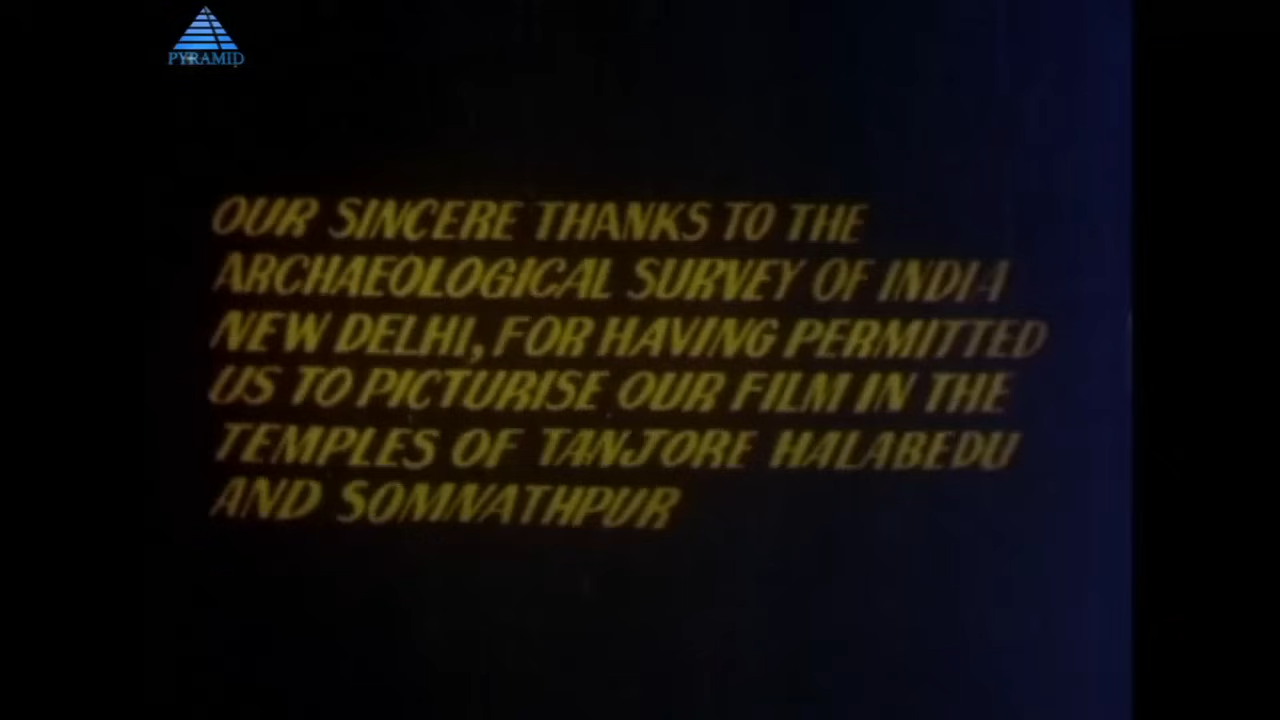 PYRAMID
OUR SINCERE THANKS TO THE
ARCHAEOLOGICAL SURVEY OF INDIA
NEW DELHI, FOR HAVING PERMITTED
US TO PICTURISE OUR FILM IN THE
TEMPLES OF TANJORE HALABEDU
AND SOMNATHPUR